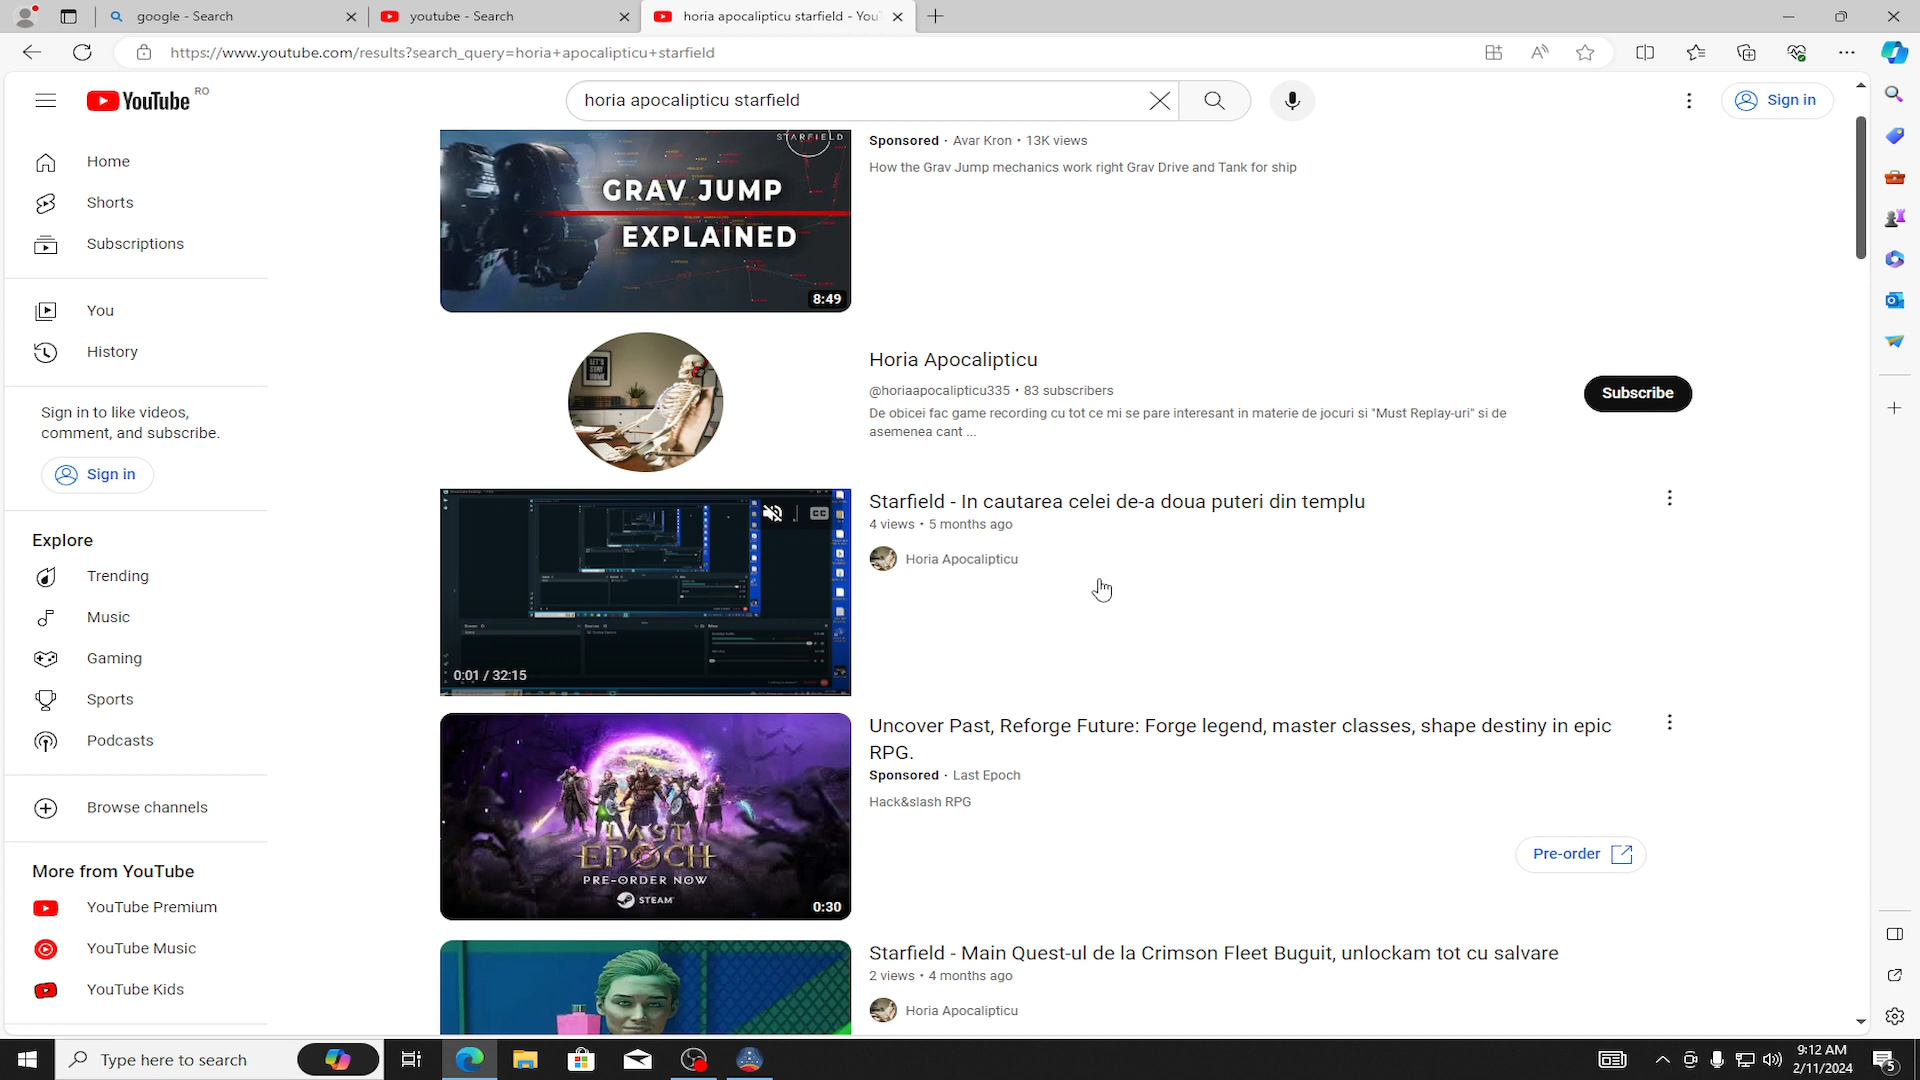 google - Search
youtube - Search
horia apocalipticu starfield - You
https://www.youtube.com/results?search_query=horia+apocalipticu+starfield
YouTube RO
horia apocalipticu starfield
Sign in
Home
Shorts
Subscriptions
You
History
Sign in to like videos,
comment, and subscribe.
Sign in
Explore
Trending
Music
Gaming
Sports
Podcasts
Browse channels
More from YouTube
YouTube Premium
YouTube Music
YouTube Kids
STARFIELD
GRAV JUMP
EXPLAINED
8:49
Sponsored · Avar Kron • 13K views
How the Grav Jump mechanics work right Grav Drive and Tank for ship
LET'S
STAY
HOME
Horia Apocalipticu
@horiaapocalipticu335 • 83 subscribers
De obicei fac game recording cu tot ce mi se pare interesant in materie de jocuri si "Must Replay-uri" si de
asemenea cant ...
Subscribe
CC
0:01 / 32:15
Starfield - In cautarea celei de-a doua puteri din templu
4 views • 5 months ago
Horia Apocalipticu
LAST
EPOCH
PRE-ORDER NOW
STEAM
0:30
Uncover Past, Reforge Future: Forge legend, master classes, shape destiny in epic
RPG.
Sponsored · Last Epoch
Hack&slash RPG
Pre-order
Starfield - Main Quest-ul de la Crimson Fleet Buguit, unlockam tot cu salvare
2 views • 4 months ago
Horia Apocalipticu
Type here to search
9:12 AM
2/11/2024
5